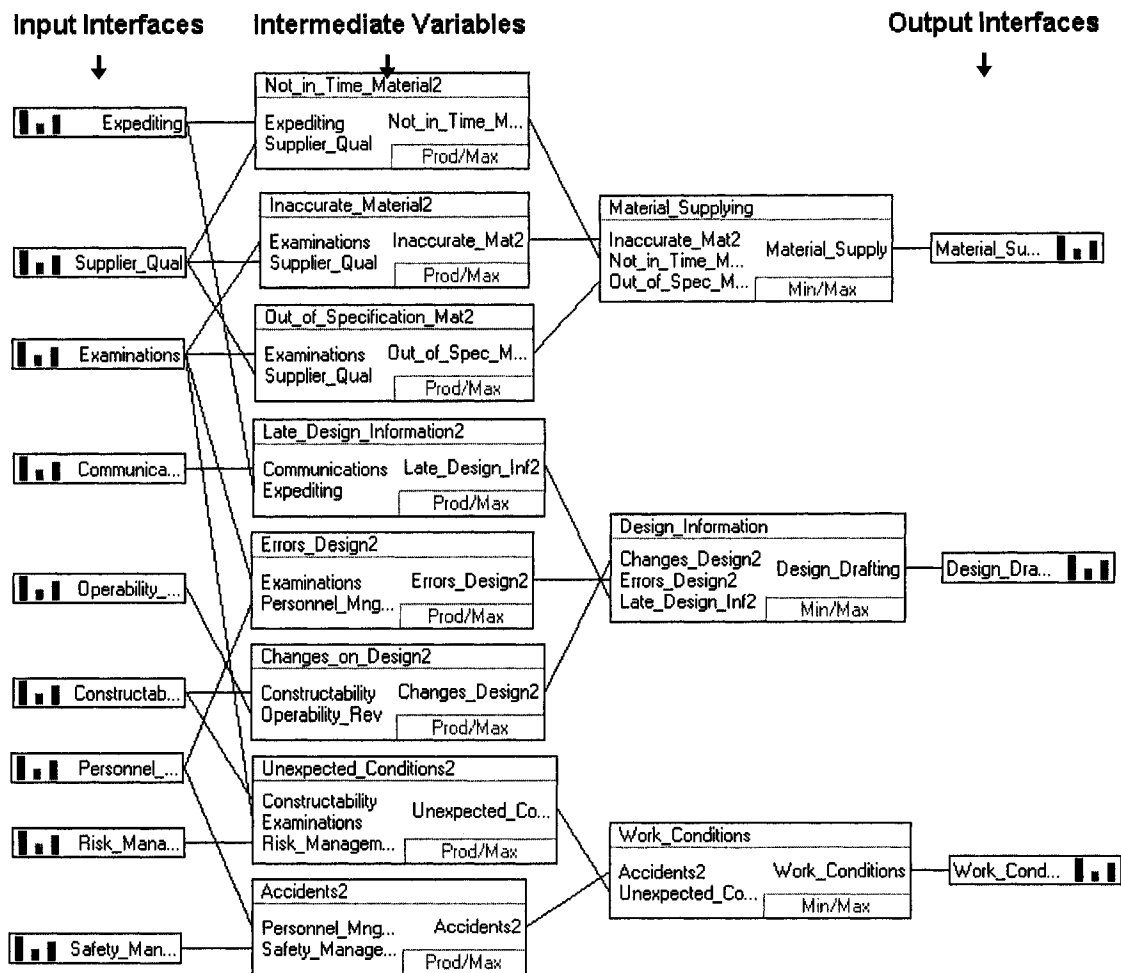 Input Interfaces
Intermediate Variables
Output Interfaces
Expediting
Supplier_Qual
Examinations
Communica...
Operability_...
Constructab...
Personnel_...
Risk_Mana...
Safety_Man...
Not_in_Time_Material2
Expediting Not_in_Time_M...
Supplier_Qual
Prod/Max
Inaccurate_Material2
Examinations Inaccurate_Mat2
Supplier_Qual
Prod/Max
Out_of_Specification_Mat2
Examinations Out_of_Spec_M...
Supplier_Qual
Prod/Max
Late_Design_Information2
Communications Late_Design_Inf2
Expediting
Prod/Max
Errors_Design2
Examinations Errors_Design2
Personnel_Mng...
Prod/Max
Changes_on_Design2
Constructability Changes_Design2
Operability_Rev
Prod/Max
Unexpected_Conditions2
Constructability
Examinations Unexpected_Co...
Risk_Managem...
Prod/Max
Accidents2
Personnel_Mng... Accidents2
Safety_Manage...
Prod/Max
Material_Supplying
Inaccurate_Mat2
Not_in_Time_M... Material_Supply
Out_of_Spec_M...
Min/Max
Design_Information
Changes_Design2
Errors_Design2 Design_Drafting
Late_Design_Inf2
Min/Max
Work_Conditions
Accidents2 Work_Conditions
Unexpected_Co...
Min/Max
Material_Su...
Design_Dra...
Work_Cond...